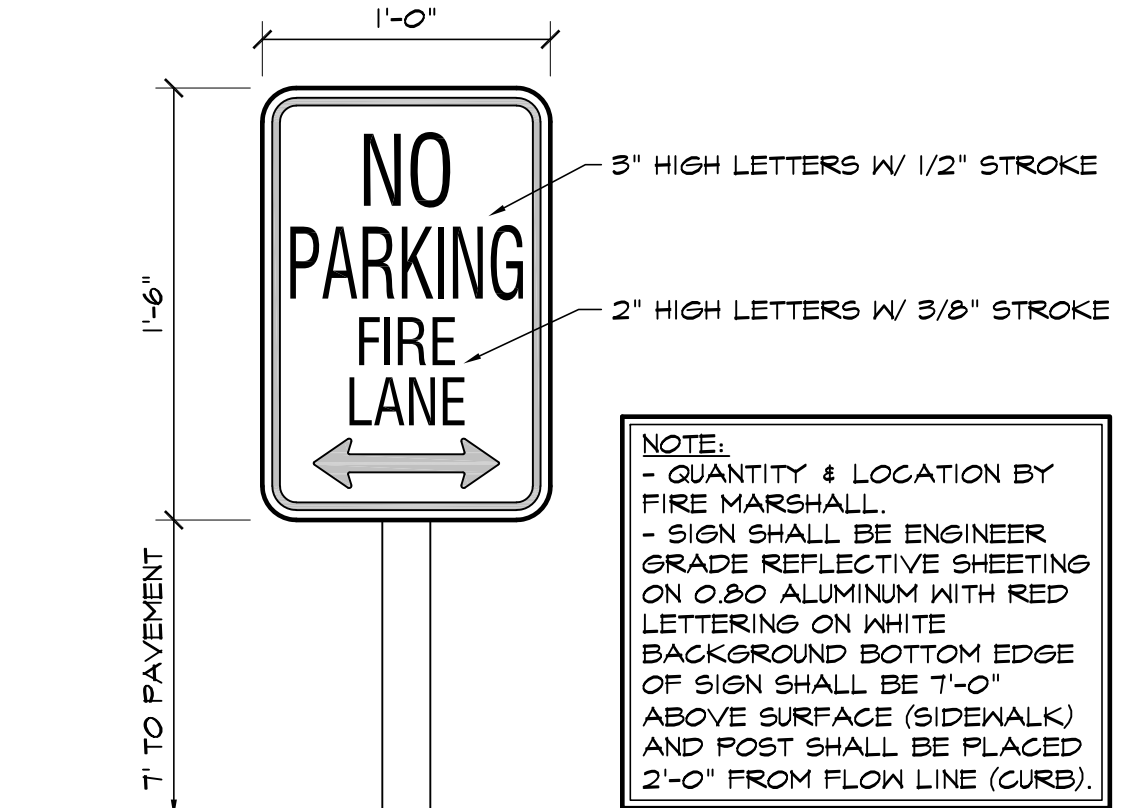 1'-0"
NO
PARKING
FIRE
LANE
3" HIGH LETTERS W/ 1/2" STROKE
2" HIGH LETTERS W/ 3/8" STROKE
1'-6"
7' TO PAVEMENT
NOTE:
- QUANTITY & LOCATION BY
FIRE MARSHALL.
- SIGN SHALL BE ENGINEER
GRADE REFLECTIVE SHEETING
ON 0.80 ALUMINUM WITH RED
LETTERING ON WHITE
BACKGROUND BOTTOM EDGE
OF SIGN SHALL BE 7'-0"
ABOVE SURFACE (SIDEWALK)
AND POST SHALL BE PLACED
2'-0" FROM FLOW LINE (CURB).